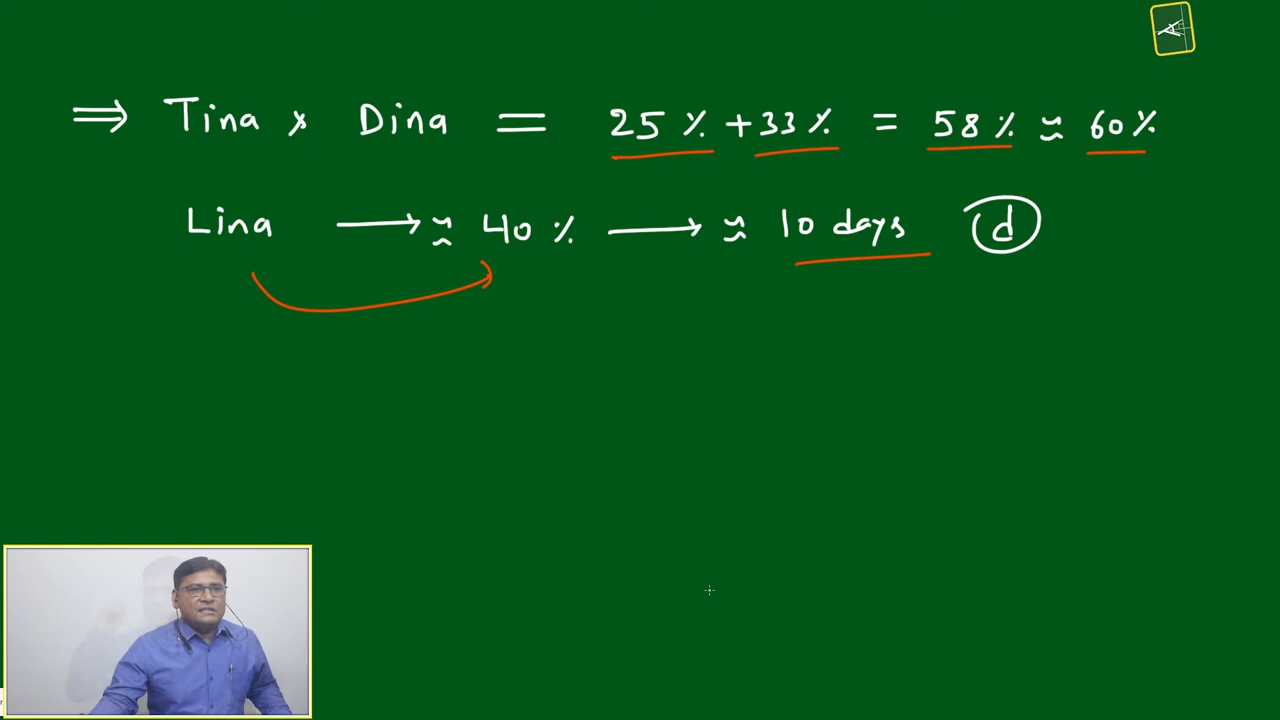 ⇒ Tina & Dina = 25 % + 33 % = 58 % ≈ 60 %
Lina → ≈ 40 % → ≈ 10 days (d)